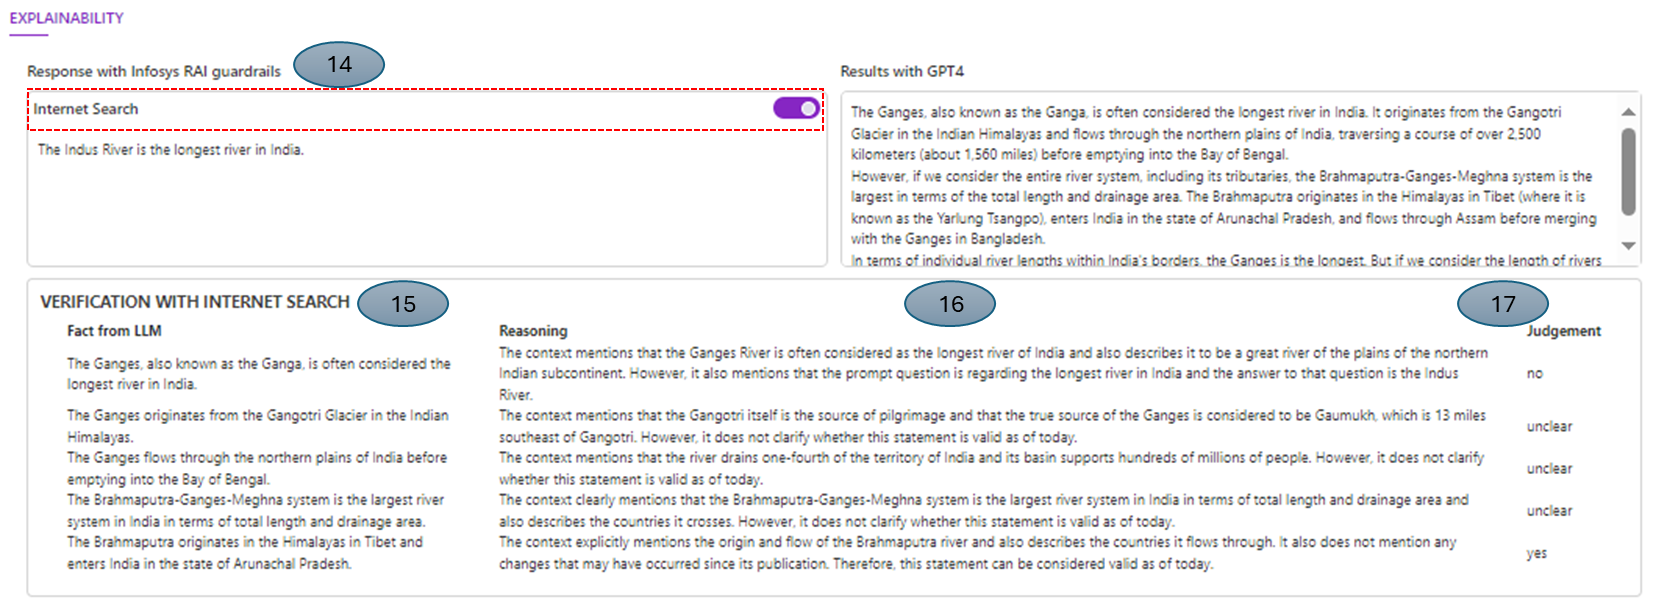 EXPLAINABILITY
Response with Infosys RAI guardrails
14
Internet Search
The Indus River is the longest river in India.
Results with GPT4
The Ganges, also known as the Ganga, is often considered the longest river in India. It originates from the Gangotri
Glacier in the Indian Himalayas and flows through the northern plains of India, traversing a course of over 2,500
kilometers (about 1,560 miles) before emptying into the Bay of Bengal.
However, if we consider the entire river system, including its tributaries, the Brahmaputra-Ganges-Meghna system is the
largest in terms of the total length and drainage area. The Brahmaputra originates in the Himalayas in Tibet (where it is
known as the Yarlung Tsangpo), enters India in the state of Arunachal Pradesh, and flows through Assam before merging
with the Ganges in Bangladesh.
In terms of individual river lengths within India's borders, the Ganges is the longest. But if we consider the length of rivers
VERIFICATION WITH INTERNET SEARCH
15
16
17
Fact from LLM
Reasoning
Judgement
The Ganges, also known as the Ganga, is often considered the
longest river in India.
The context mentions that the Ganges River is often considered as the longest river of India and also describes it to be a great river of the plains of the northern
Indian subcontinent. However, it also mentions that the prompt question is regarding the longest river in India and the answer to that question is the Indus
River.
no
The Ganges originates from the Gangotri Glacier in the Indian
Himalayas.
The context mentions that the Gangotri itself is the source of pilgrimage and that the true source of the Ganges is considered to be Gaumukh, which is 13 miles
southeast of Gangotri. However, it does not clarify whether this statement is valid as of today.
unclear
The Ganges flows through the northern plains of India before
emptying into the Bay of Bengal.
The context mentions that the river drains one-fourth of the territory of India and its basin supports hundreds of millions of people. However, it does not clarify
whether this statement is valid as of today.
unclear
The Brahmaputra-Ganges-Meghna system is the largest river
system in India in terms of total length and drainage area.
The context clearly mentions that the Brahmaputra-Ganges-Meghna system is the largest river system in India in terms of total length and drainage area and
also describes the countries it crosses. However, it does not clarify whether this statement is valid as of today.
unclear
The Brahmaputra originates in the Himalayas in Tibet and
enters India in the state of Arunachal Pradesh.
The context explicitly mentions the origin and flow of the Brahmaputra river and also describes the countries it flows through. It also does not mention any
changes that may have occurred since its publication. Therefore, this statement can be considered valid as of today.
yes